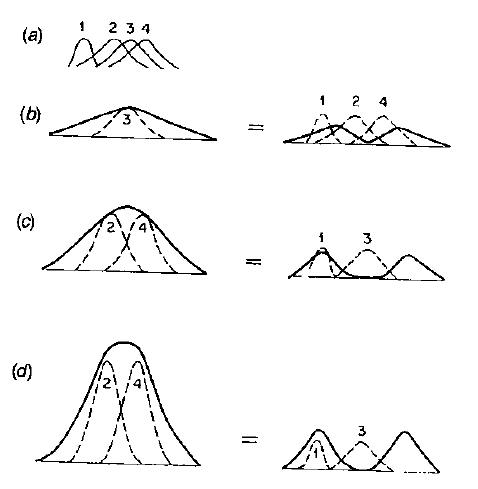 (a) 1 2 3 4
(b) 3 = 1 2 4
(c) 2 4 = 1 3
(d) 2 4 = 1 3